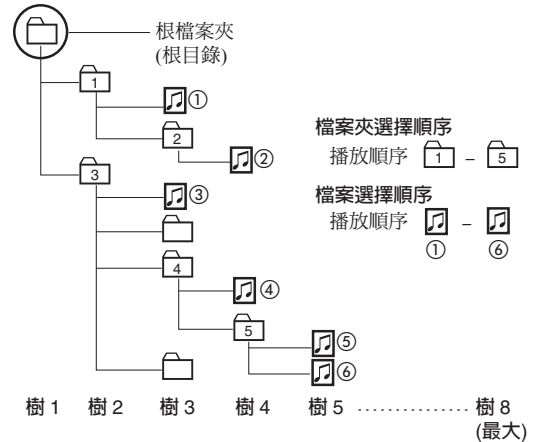 根檔案夾
(根目錄)
1
①
2
②
3
③
4
④
5
⑤
⑥
檔案夾選擇順序
播放順序 1 – 5
檔案選擇順序
播放順序 –
① ⑥
樹 1 樹 2 樹 3 樹 4 樹 5 ................ 樹 8
(最大)